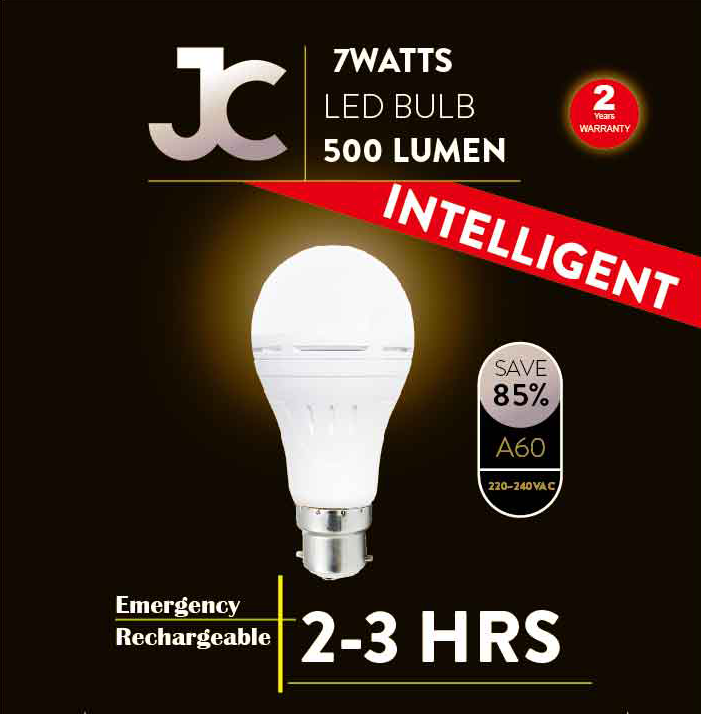 JC
7WATTS
LED BULB
500 LUMEN
2
Years
WARRANTY
INTELLIGENT
SAVE
85%
A60
220-240VAC
Emergency
Rechargeable
2-3 HRS